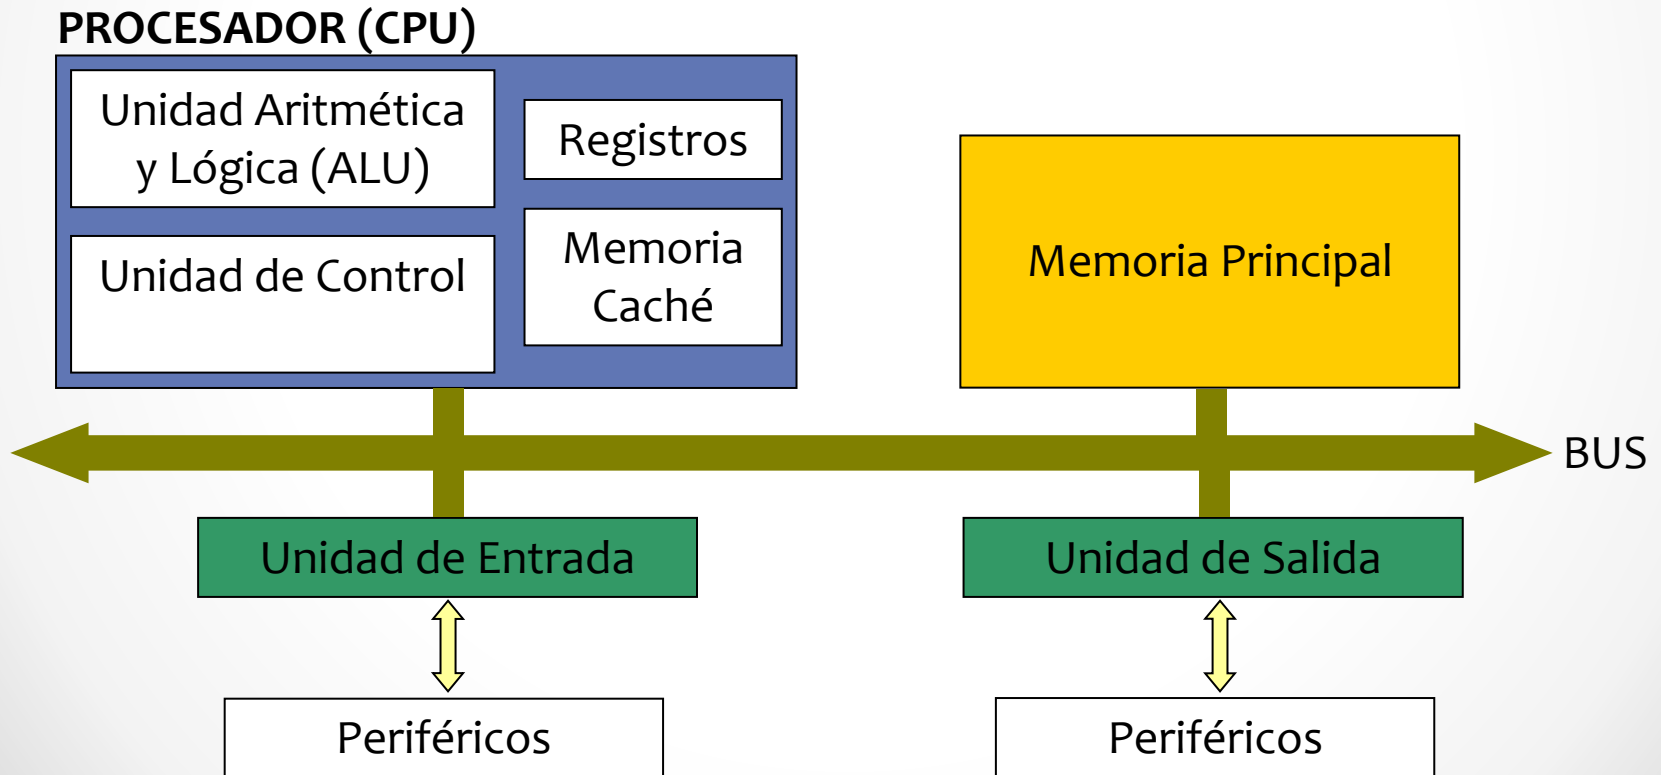 PROCESADOR (CPU)
Unidad Aritmética
y Lógica (ALU)
Registros
Unidad de Control
Memoria
Caché
Memoria Principal
BUS
Unidad de Entrada
Unidad de Salida
Periféricos
Periféricos